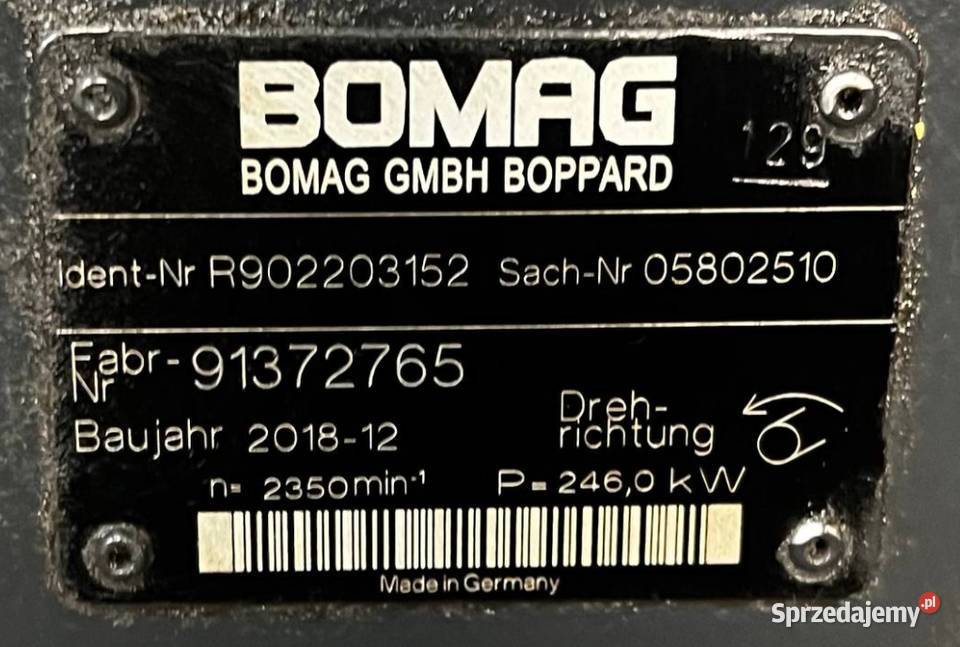 BOMAG
BOMAG GMBH BOPPARD
129
Ident-Nr R902203152 Sach-Nr 05802510
Fabr-Nr 91372765
Baujahr 2018-12 Dreh-richtung
n= 2350min-¹ P= 246,0 kW
Made in Germany
Sprzedajemy.pl